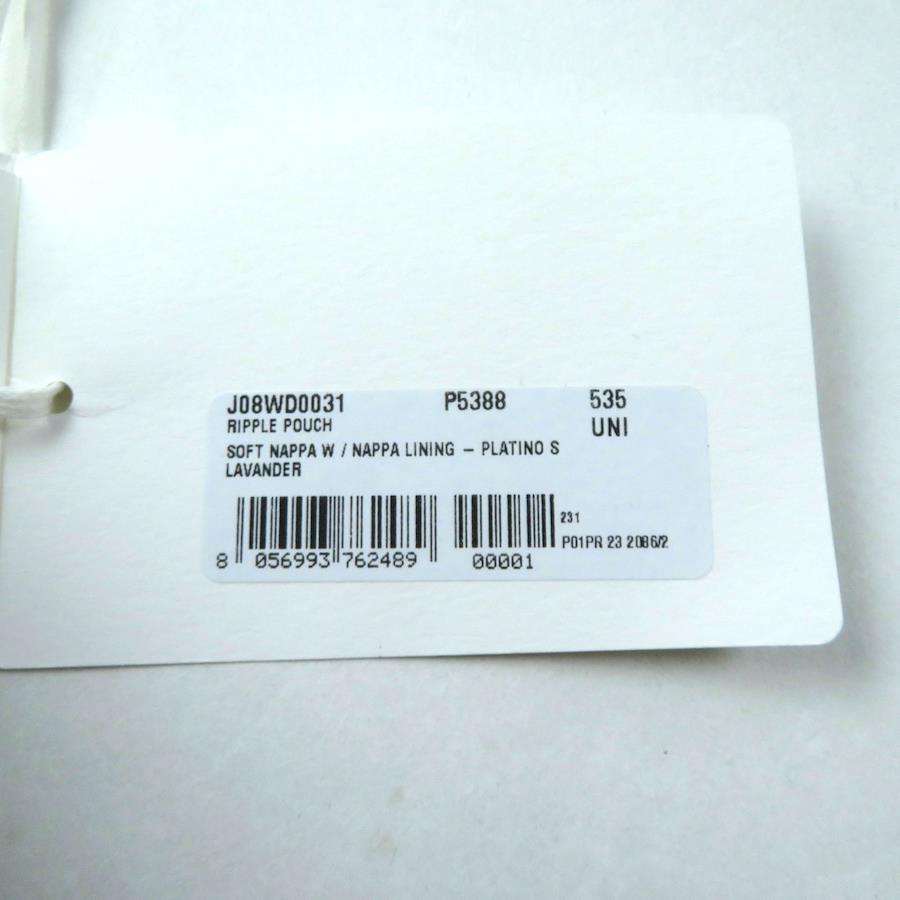 J08WD0031 P5388 535
RIPPLE POUCH UNI
SOFT NAPPA W / NAPPA LINING – PLATINO S
LAVANDER
231
P01PR 23 2086/2
8 056993 762489 00001